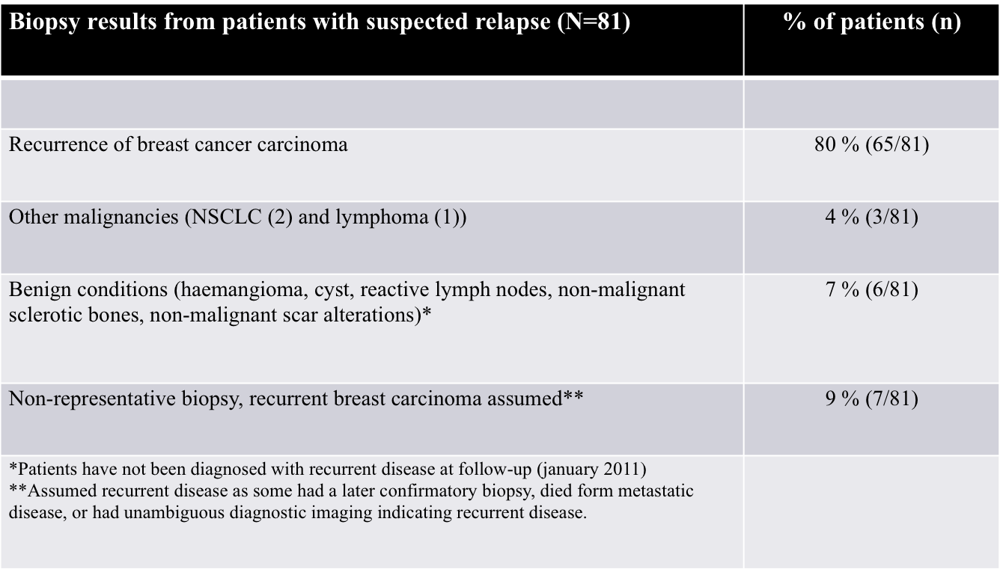 Biopsy results from patients with suspected relapse (N=81) % of patients (n)
Recurrence of breast cancer carcinoma 80 % (65/81)
Other malignancies (NSCLC (2) and lymphoma (1)) 4 % (3/81)
Benign conditions (haemangioma, cyst, reactive lymph nodes, non-malignant 7 % (6/81)
sclerotic bones, non-malignant scar alterations)*
Non-representative biopsy, recurrent breast carcinoma assumed** 9 % (7/81)
*Patients have not been diagnosed with recurrent disease at follow-up (january 2011)
**Assumed recurrent disease as some had a later confirmatory biopsy, died form metastatic
disease, or had unambiguous diagnostic imaging indicating recurrent disease.